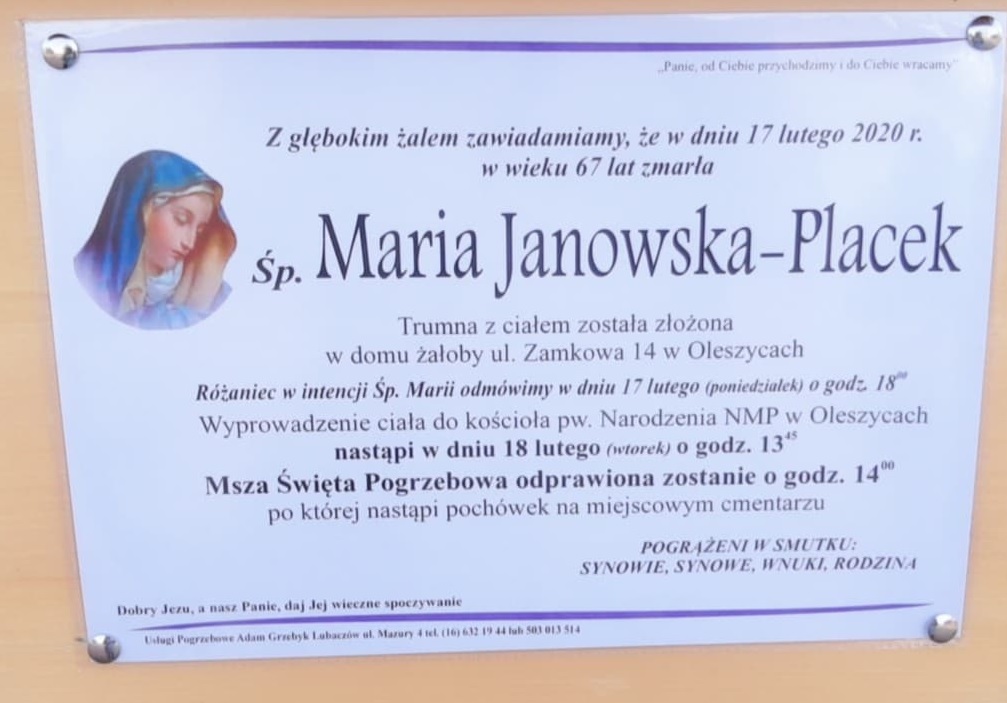 „Panie, od Ciebie przychodzimy i do Ciebie wracamy”
Z głębokim żalem zawiadamiamy, że w dniu 17 lutego 2020 r.
w wieku 67 lat zmarła
Śp. Maria Janowska-Placek
Trumna z ciałem została złożona
w domu żałoby ul. Zamkowa 14 w Oleszycach
Różaniec w intencji Śp. Marii odmówimy w dniu 17 lutego (poniedziałek) o godz. 18⁰⁰
Wyprowadzenie ciała do kościoła pw. Narodzenia NMP w Oleszycach
nastąpi w dniu 18 lutego (wtorek) o godz. 13⁴⁵
Msza Święta Pogrzebowa odprawiona zostanie o godz. 14⁰⁰
po której nastąpi pochówek na miejscowym cmentarzu
POGRĄŻENI W SMUTKU:
SYNOWIE, SYNOWE, WNUKI, RODZINA
Dobry Jezu, a nasz Panie, daj Jej wieczne spoczywanie
Usługi Pogrzebowe Adam Grzebyk Lubaczów ul. Mazury 4 tel. (16) 632 19 44 lub 503 013 514